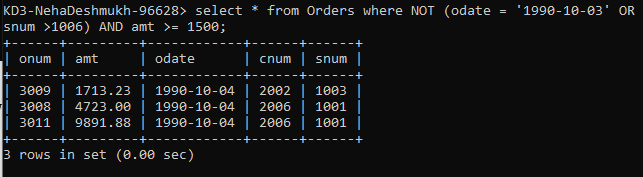 KD3-NehaDeshmukh-96628> select * from Orders where NOT (odate = '1990-10-03' OR
snum >1006) AND amt >= 1500;
+------+---------+------------+------+------+
| onum | amt     | odate      | cnum | snum |
+------+---------+------------+------+------+
| 3009 | 1713.23 | 1990-10-04 | 2002 | 1003 |
| 3008 | 4723.00 | 1990-10-04 | 2006 | 1001 |
| 3011 | 9891.88 | 1990-10-04 | 2006 | 1001 |
+------+---------+------------+------+------+
3 rows in set (0.00 sec)